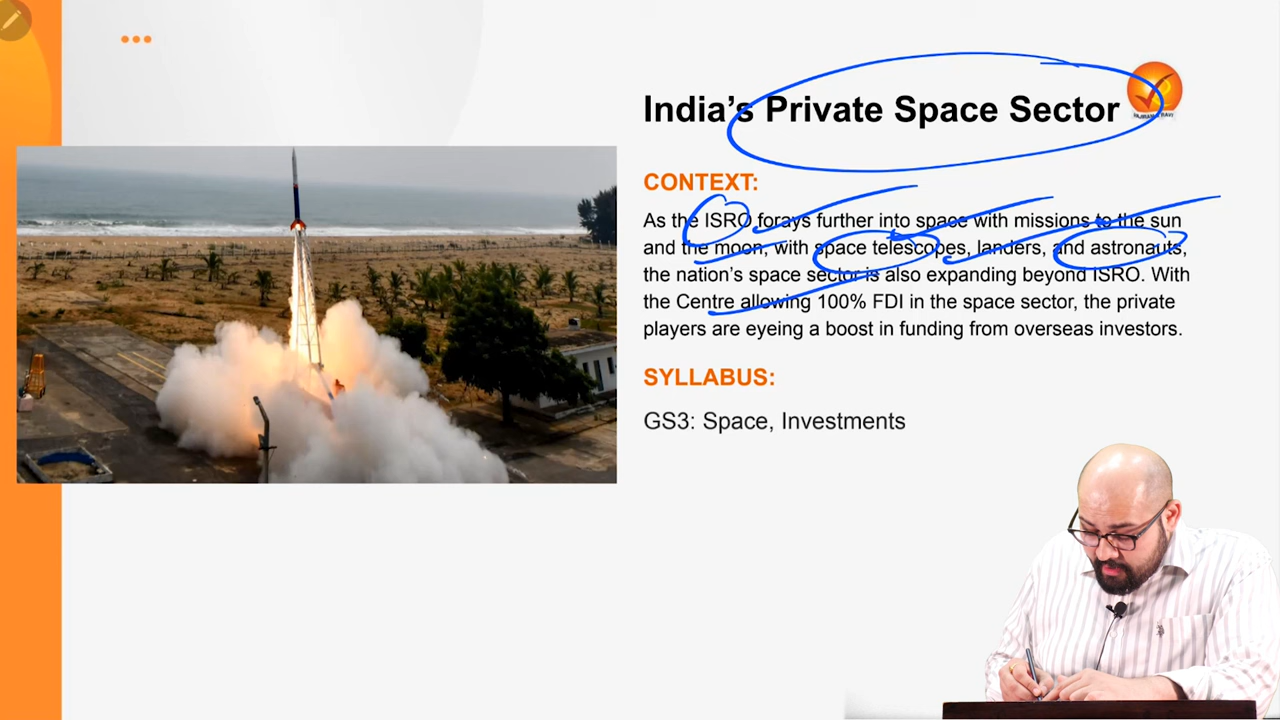 India’s Private Space Sector
CONTEXT:
As the ISRO forays further into space with missions to the sun
and the moon, with space telescopes, landers, and astronauts,
the nation’s space sector is also expanding beyond ISRO. With
the Centre allowing 100% FDI in the space sector, the private
players are eyeing a boost in funding from overseas investors.
SYLLABUS:
GS3: Space, Investments